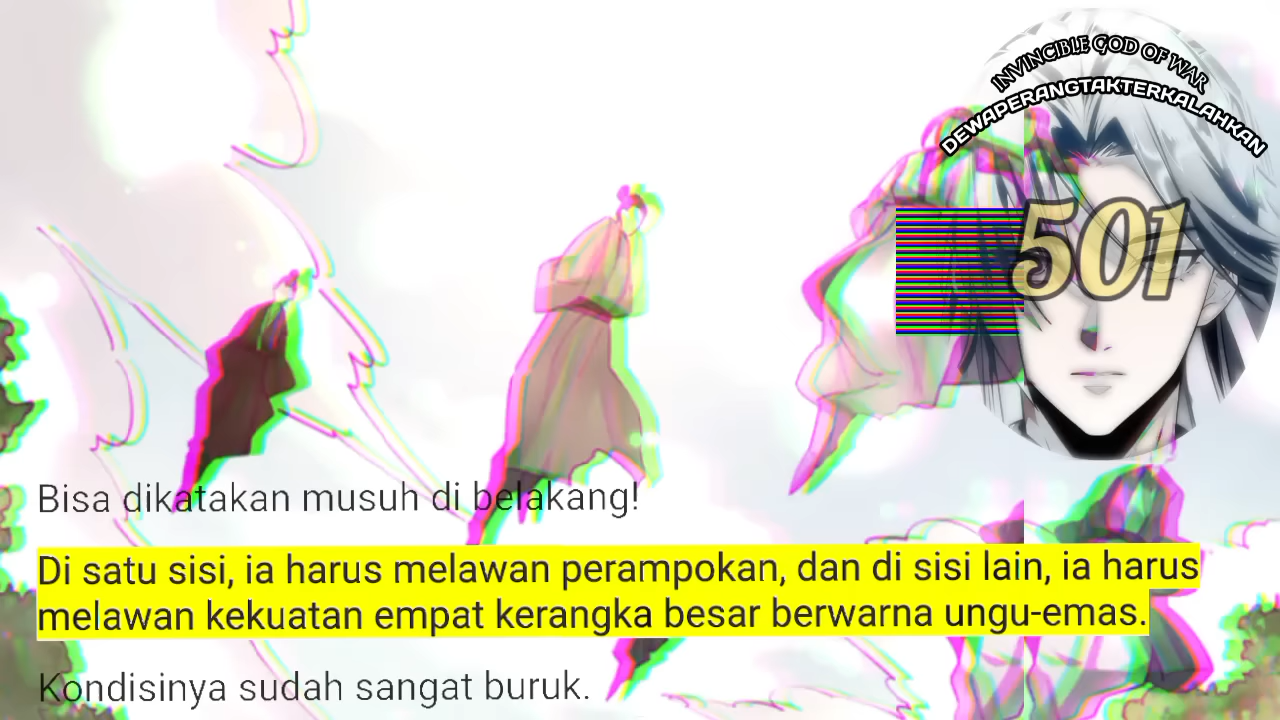 INVINCIBLE GOD OF WAR
DEWAPERANGTAKTERKALAHKAN
501
Bisa dikatakan musuh di belakang!
Di satu sisi, ia harus melawan perampokan, dan di sisi lain, ia harus
melawan kekuatan empat kerangka besar berwarna ungu-emas.
Kondisinya sudah sangat buruk.